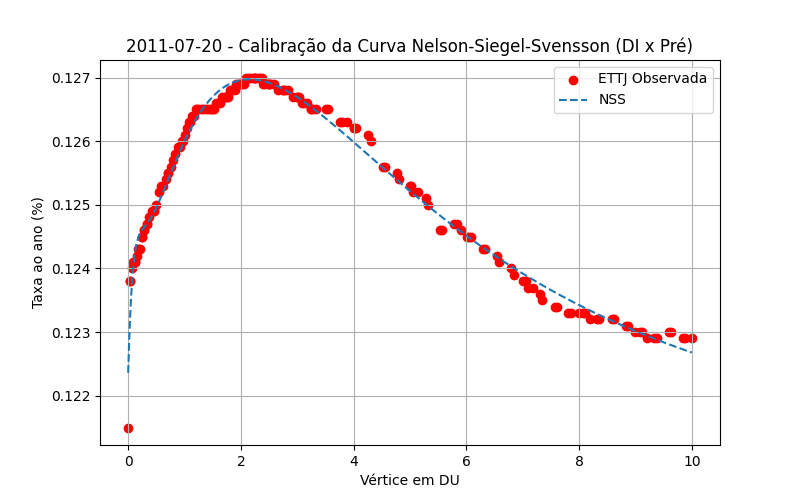 2011-07-20 - Calibração da Curva Nelson-Siegel-Svensson (DI x Pré)
ETTJ Observada
NSS
Taxa ao ano (%)
0.127
0.126
0.125
0.124
0.123
0.122
0
2
4
6
8
10
Vértice em DU